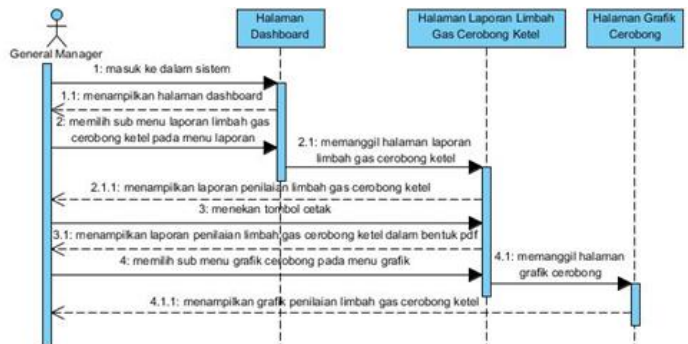 Halaman
Dashboard
Halaman Laporan Limbah
Gas Cerobong Ketel
Halaman Grafik
Cerobong
General Manager
1: masuk ke dalam sistem
1.1: menampilkan halaman dashboard
2: memilih sub menu laporan limbah gas
cerobong ketel pada menu laporan
2.1: memanggil halaman laporan
limbah gas cerobong ketel
2.1.1: menampilkan laporan penilaian limbah gas cerobong ketel
3: menekan tombol cetak
3.1: menampilkan laporan penilaian limbah gas cerobong ketel dalam bentuk pdf
4: memilih sub menu grafik cerobong pada menu grafik
4.1: memanggil halaman
grafik cerobong
4.1.1: menampilkan grafik penilaian limbah gas cerobong ketel